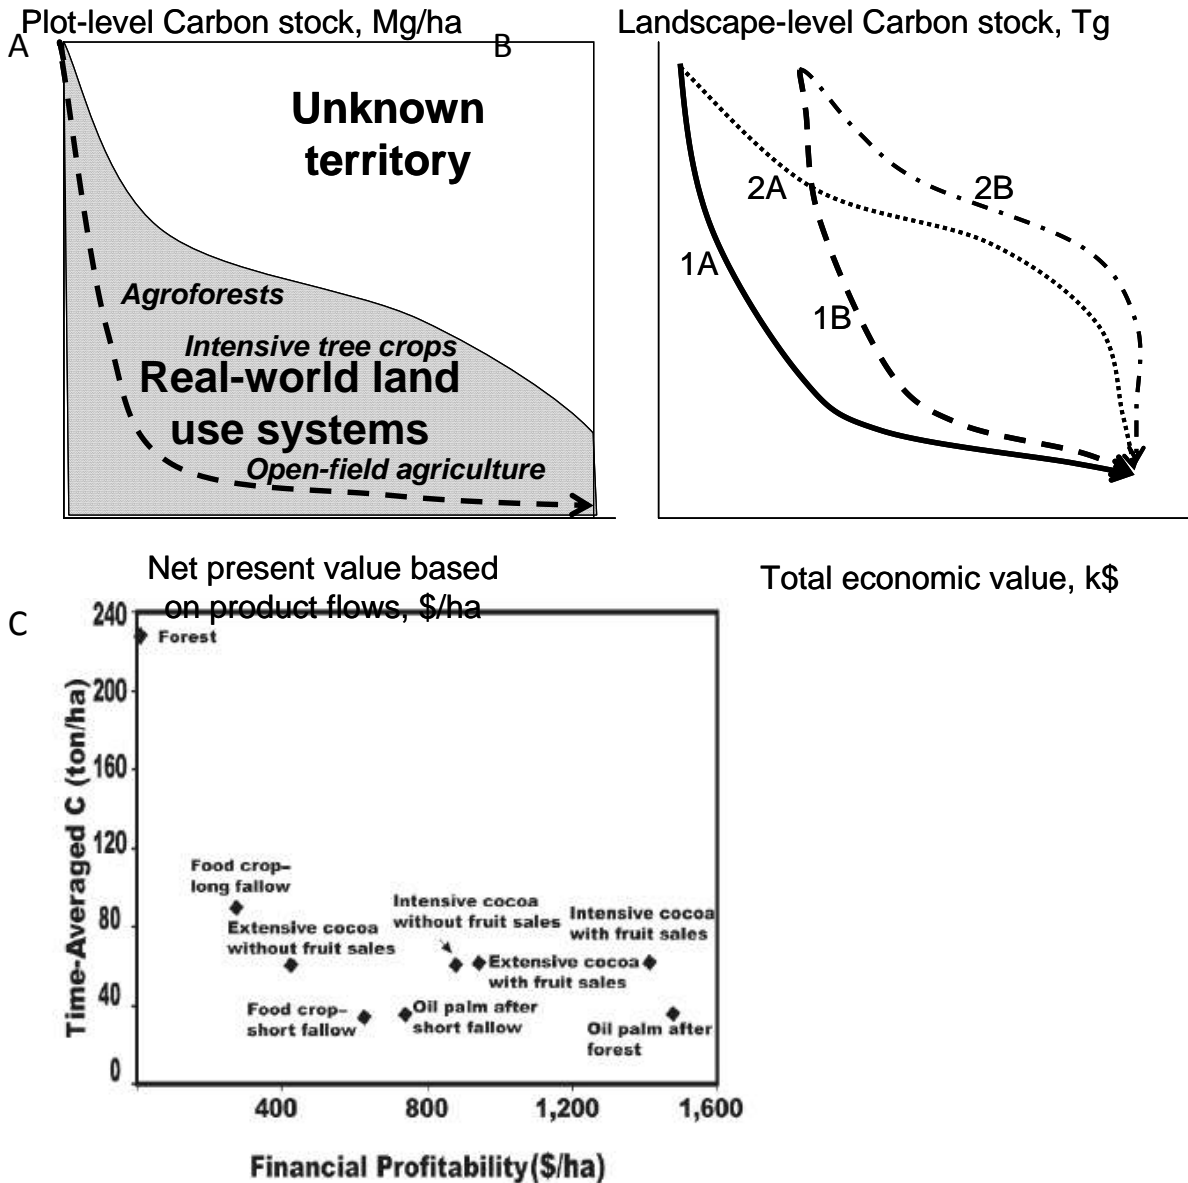 Plot-level Carbon stock, Mg/ha
A
Unknown
territory
Agroforests
Intensive tree crops
Real-world land
use systems
Open-field agriculture
Net present value based
on product flows, $/ha
B
Landscape-level Carbon stock, Tg
2A
2B
1A
1B
Total economic value, k$
C
Time-Averaged C (ton/ha)
240
200
160
120
80
40
0
Forest
Food crop–
long fallow
Extensive cocoa
without fruit sales
Intensive cocoa
without fruit sales
Intensive cocoa
with fruit sales
Extensive cocoa
with fruit sales
Food crop–
short fallow
Oil palm after
short fallow
Oil palm after
forest
400
800
1,200
1,600
Financial Profitability($/ha)